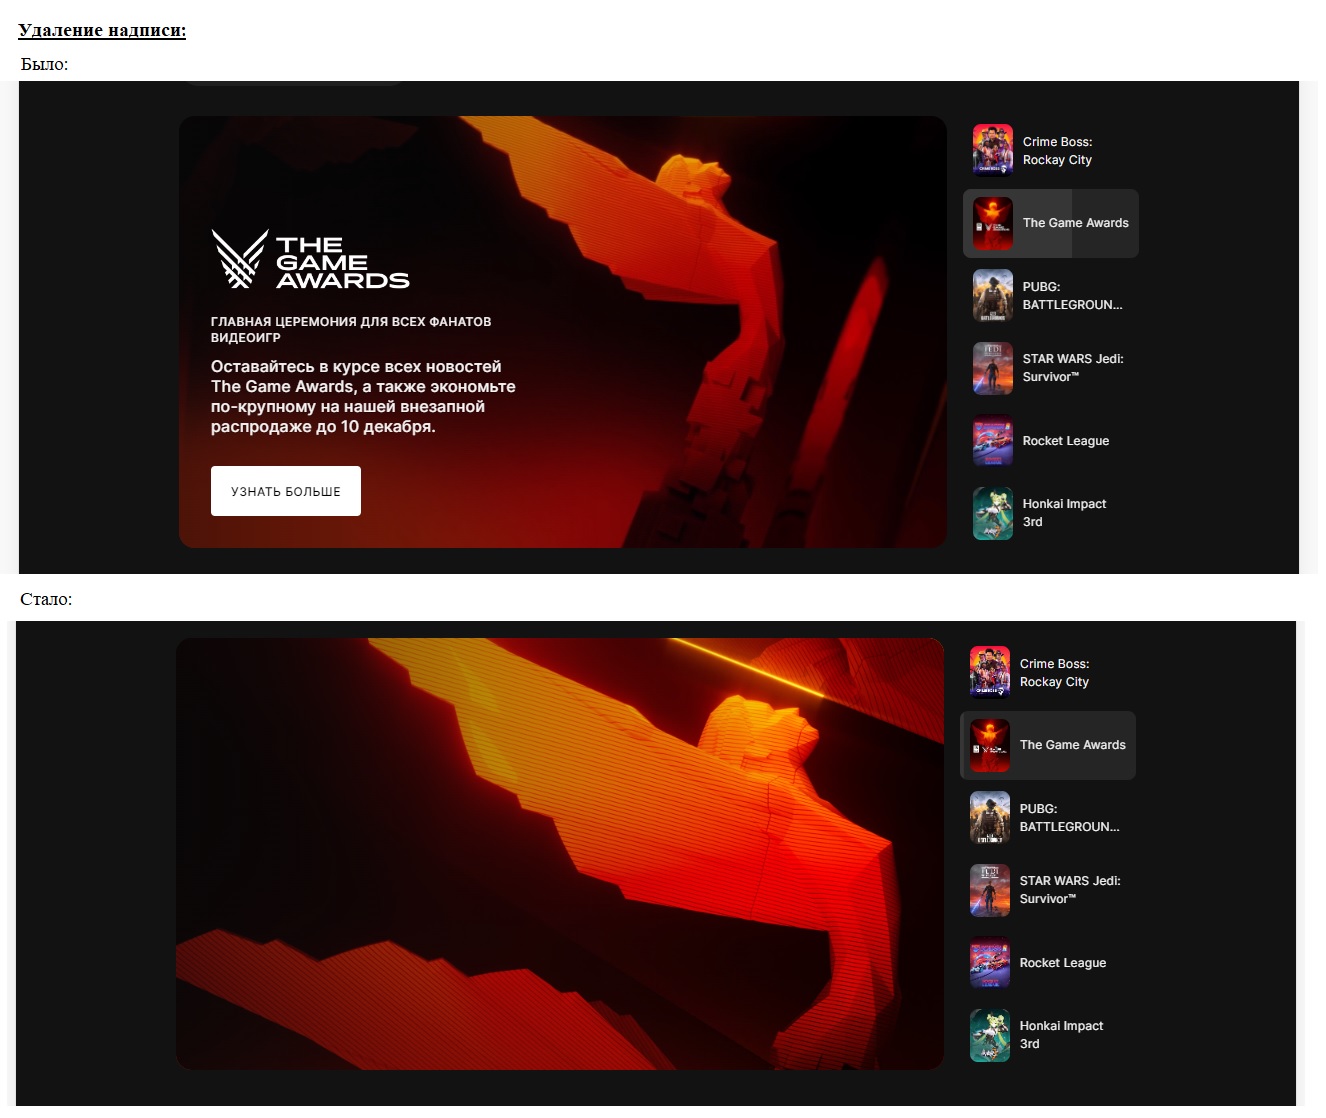 Удаление надписи:
Было:
THE
GAME
AWARDS
ГЛАВНАЯ ЦЕРЕМОНИЯ ДЛЯ ВСЕХ ФАНАТОВ
ВИДЕОИГР
Оставайтесь в курсе всех новостей
The Game Awards, а также экономьте
по-крупному на нашей внезапной
распродаже до 10 декабря.
УЗНАТЬ БОЛЬШЕ
Crime Boss:
Rockay City
The Game Awards
PUBG:
BATTLEGROUN...
STAR WARS Jedi:
Survivor™
Rocket League
Honkai Impact
3rd
Стало:
Crime Boss:
Rockay City
The Game Awards
PUBG:
BATTLEGROUN...
STAR WARS Jedi:
Survivor™
Rocket League
Honkai Impact
3rd